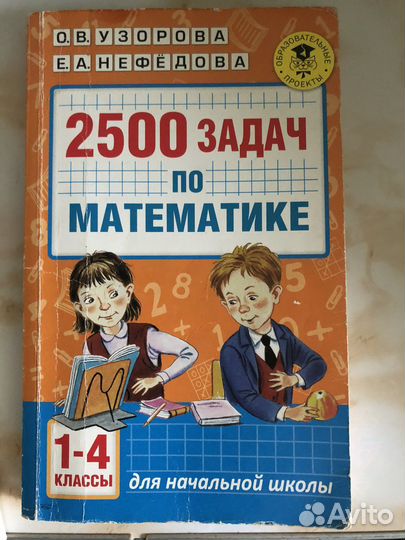 О.В. УЗОРОВА
Е.А. НЕФЁДОВА
ОБРАЗОВАТЕЛЬНЫЕ ПРОЕКТЫ
2500 ЗАДАЧ
ПО
МАТЕМАТИКЕ
1-4
КЛАССЫ
для начальной школы
Avito